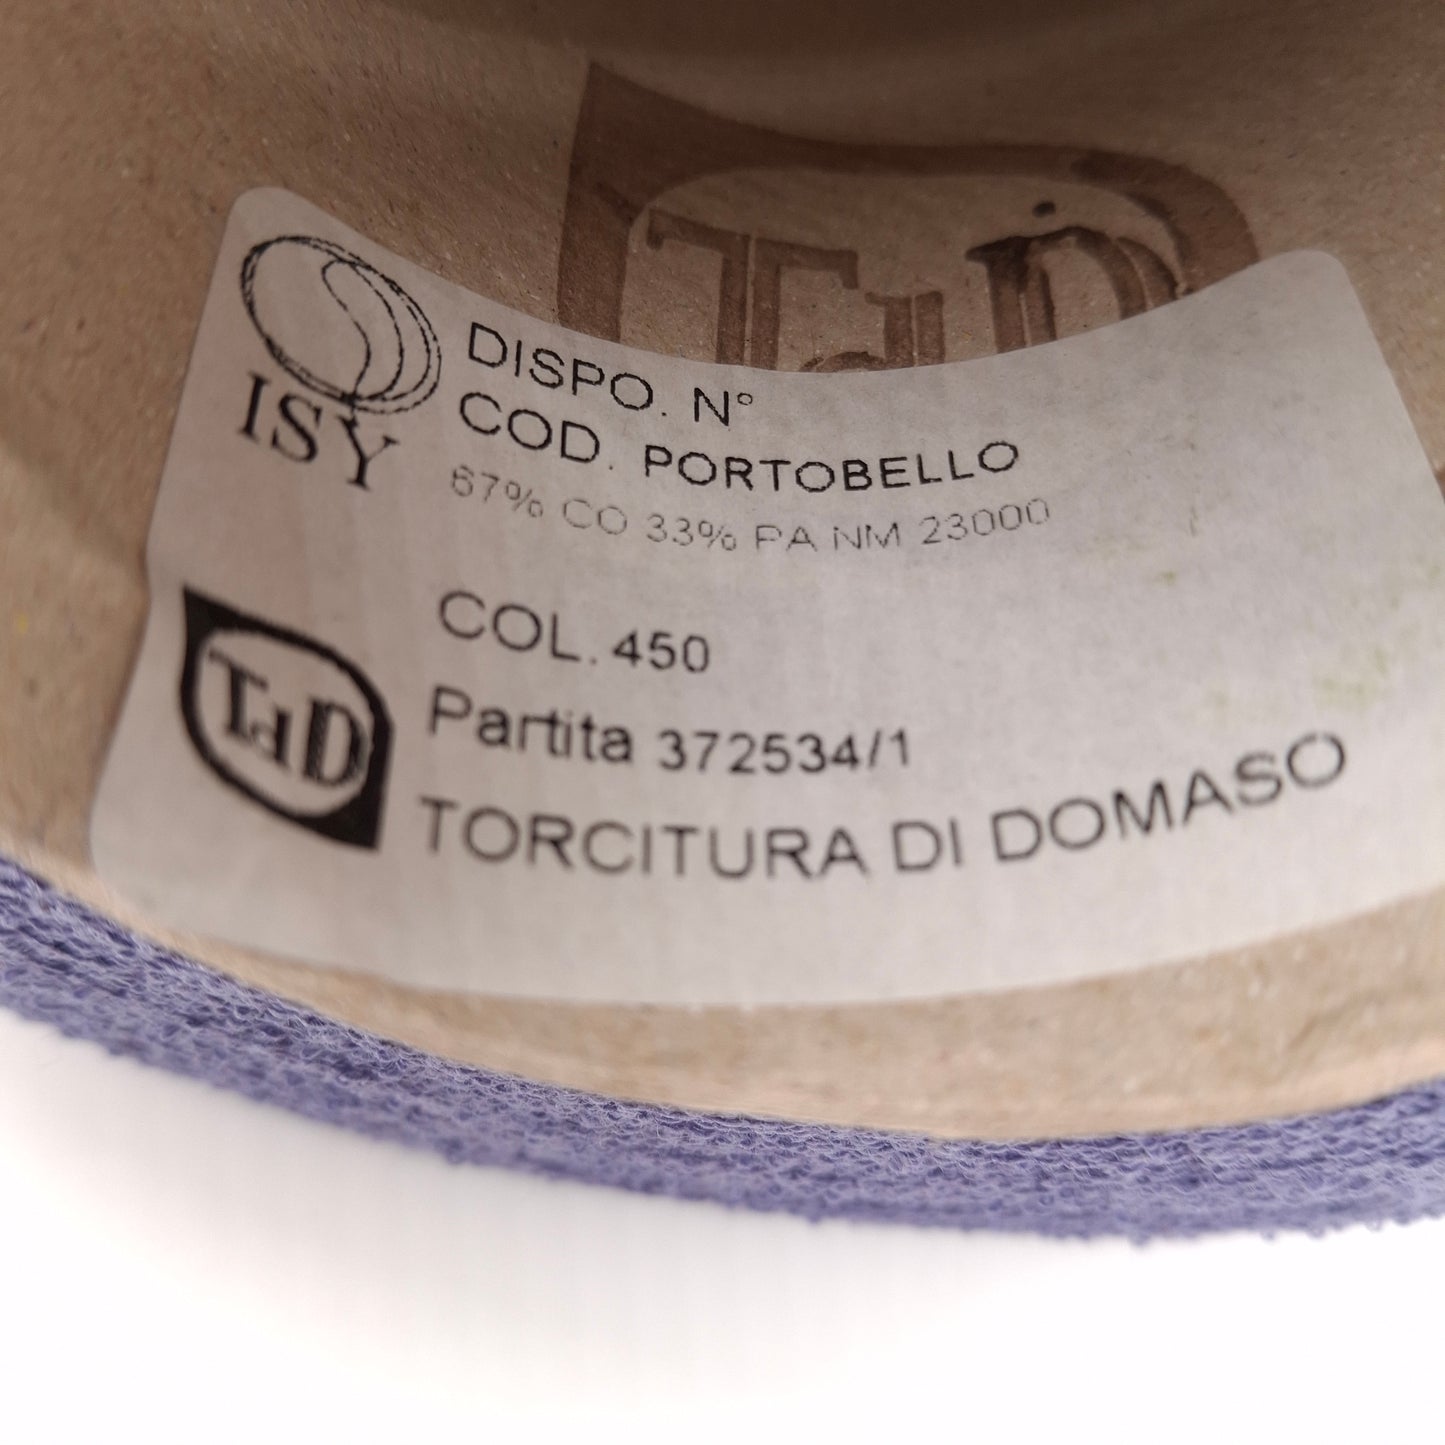 TdD
ISY
DISPO. N°
COD. PORTOBELLO
67% CO 33% PA NM 23000
COL. 450
Partita 372534/1
TdD
TORCITURA DI DOMASO